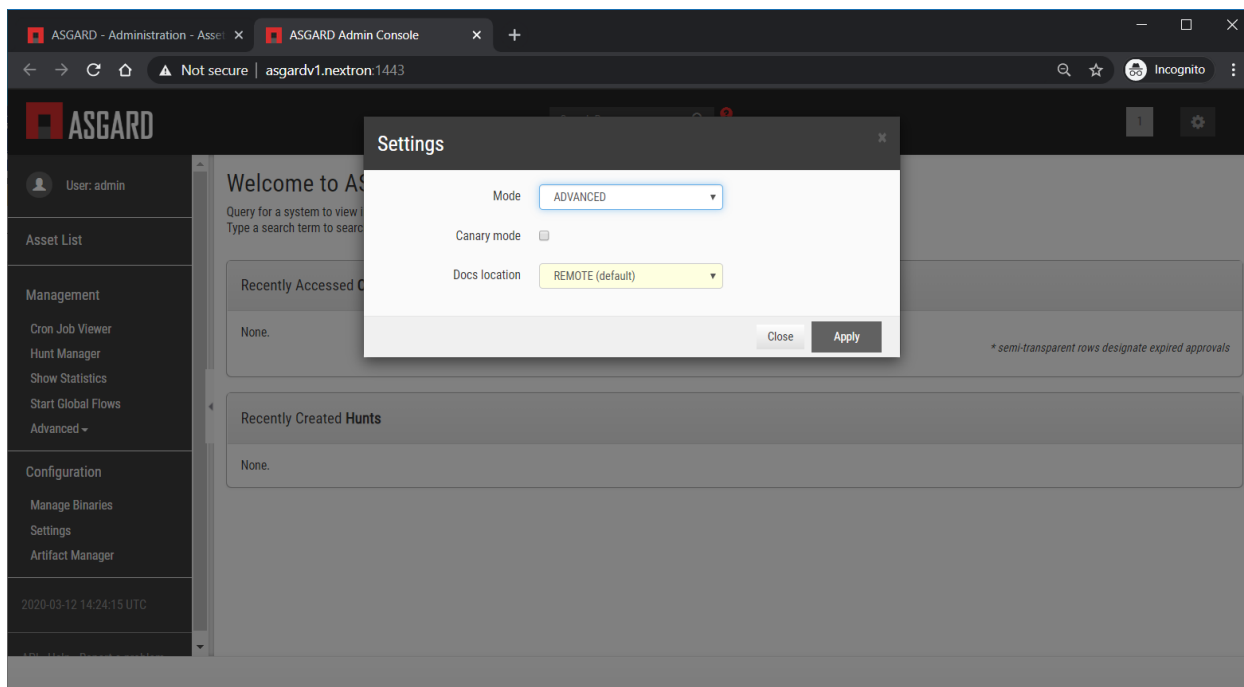 ASGARD - Administration - Asset
ASGARD Admin Console
Not secure | asgardv1.nextron:1443
Incognito
ASGARD
1
Settings
Mode
ADVANCED
Canary mode
Docs location
REMOTE (default)
Close
Apply
User: admin
Asset List
Management
Cron Job Viewer
Hunt Manager
Show Statistics
Start Global Flows
Advanced
Configuration
Manage Binaries
Settings
Artifact Manager
2020-03-12 14:24:15 UTC
Welcome to AS
Query for a system to view i
Type a search term to searc
Recently Accessed C
None.
* semi-transparent rows designate expired approvals
Recently Created Hunts
None.